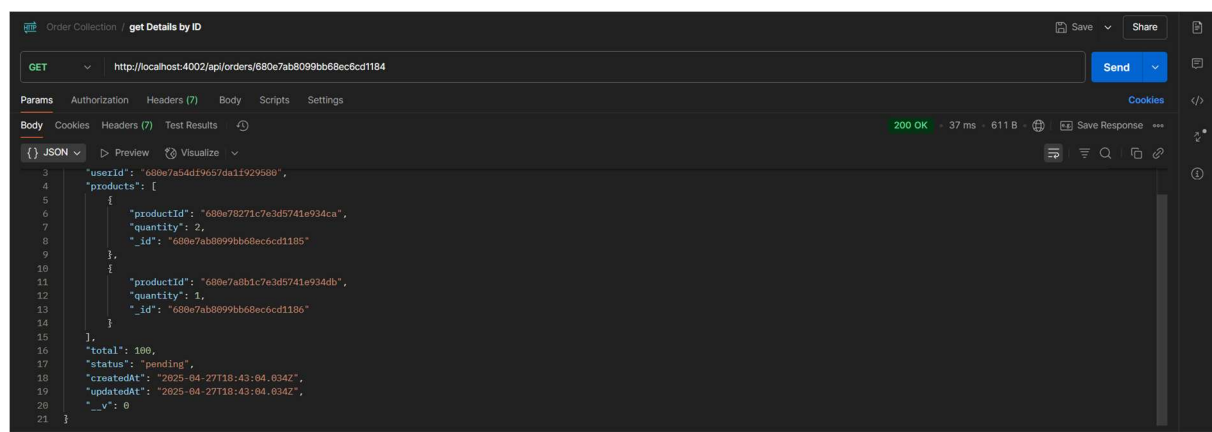 HTTP Order Collection / get Details by ID Save Share
GET http://localhost:4002/api/orders/680e7ab8099bb68ec6cd1184 Send
Params Authorization Headers (7) Body Scripts Settings Cookies
Body Cookies Headers (7) Test Results 200 OK 37 ms 611 B Save Response
{} JSON Preview Visualize
3 "userId": "680e7a54df9657da1f929580",
4 "products": [
5 {
6 "productId": "680e78271c7e3d5741e934ca",
7 "quantity": 2,
8 "_id": "680e7ab8099bb68ec6cd1185"
9 },
10 {
11 "productId": "680e7a8b1c7e3d5741e934db",
12 "quantity": 1,
13 "_id": "680e7ab8099bb68ec6cd1186"
14 }
15 ],
16 "total": 100,
17 "status": "pending",
18 "createdAt": "2025-04-27T18:43:04.034Z",
19 "updatedAt": "2025-04-27T18:43:04.034Z",
20 "__v": 0
21 }